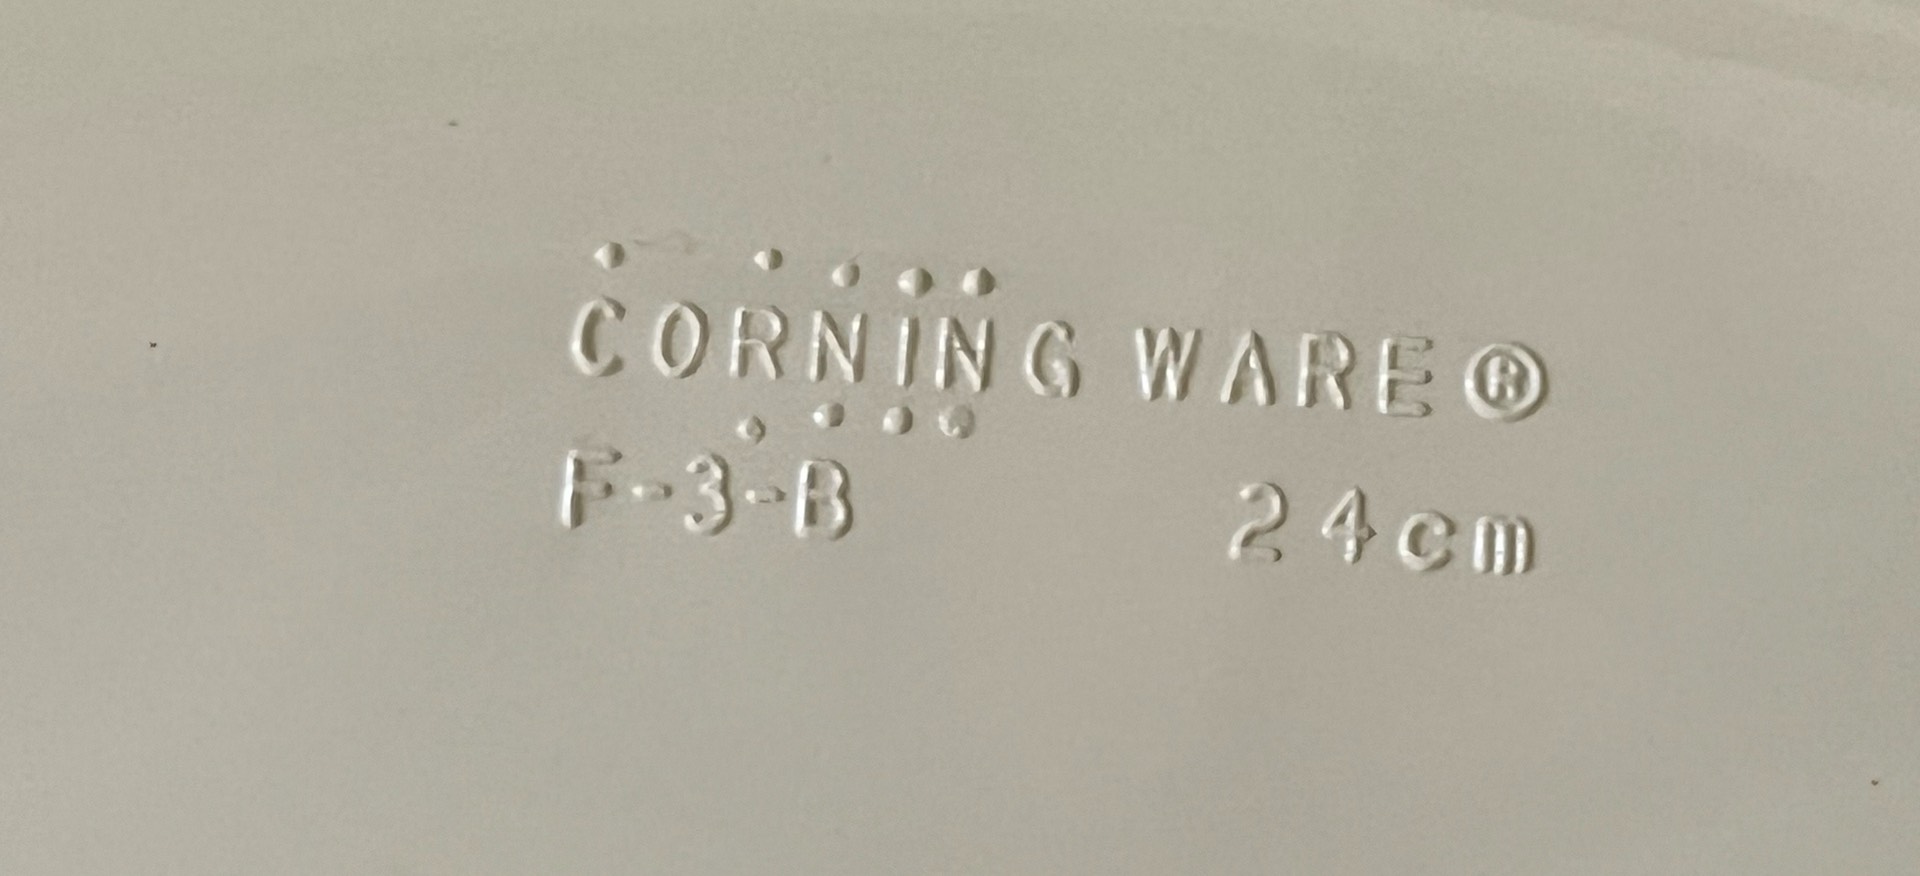 CORNING WARE®
F-3-B 24cm